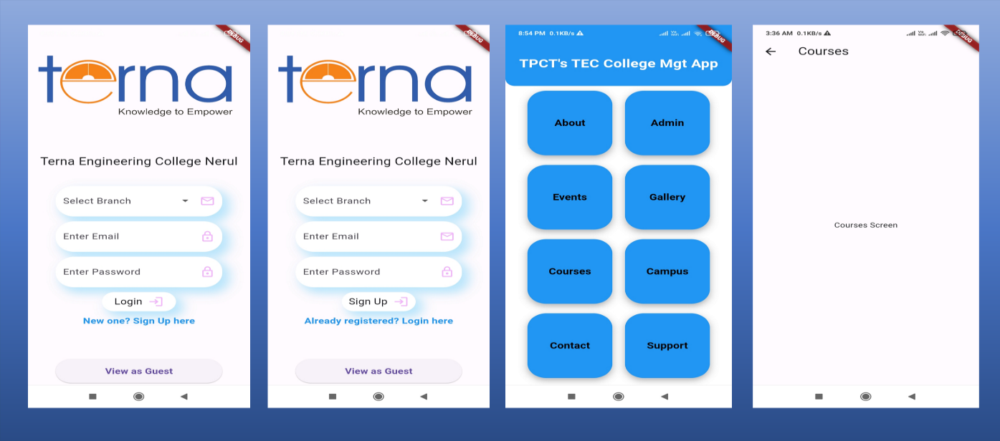 DEBUG
terna
Knowledge to Empower
Terna Engineering College Nerul
Select Branch
Enter Email
Enter Password
Login
New one? Sign Up here
View as Guest
DEBUG
terna
Knowledge to Empower
Terna Engineering College Nerul
Select Branch
Enter Email
Enter Password
Sign Up
Already registered? Login here
View as Guest
8:54 PM 0.1KB/s
DEBUG
TPCT's TEC College Mgt App
About Admin
Events Gallery
Courses Campus
Contact Support
3:36 AM 0.1KB/s
DEBUG
Courses
Courses Screen